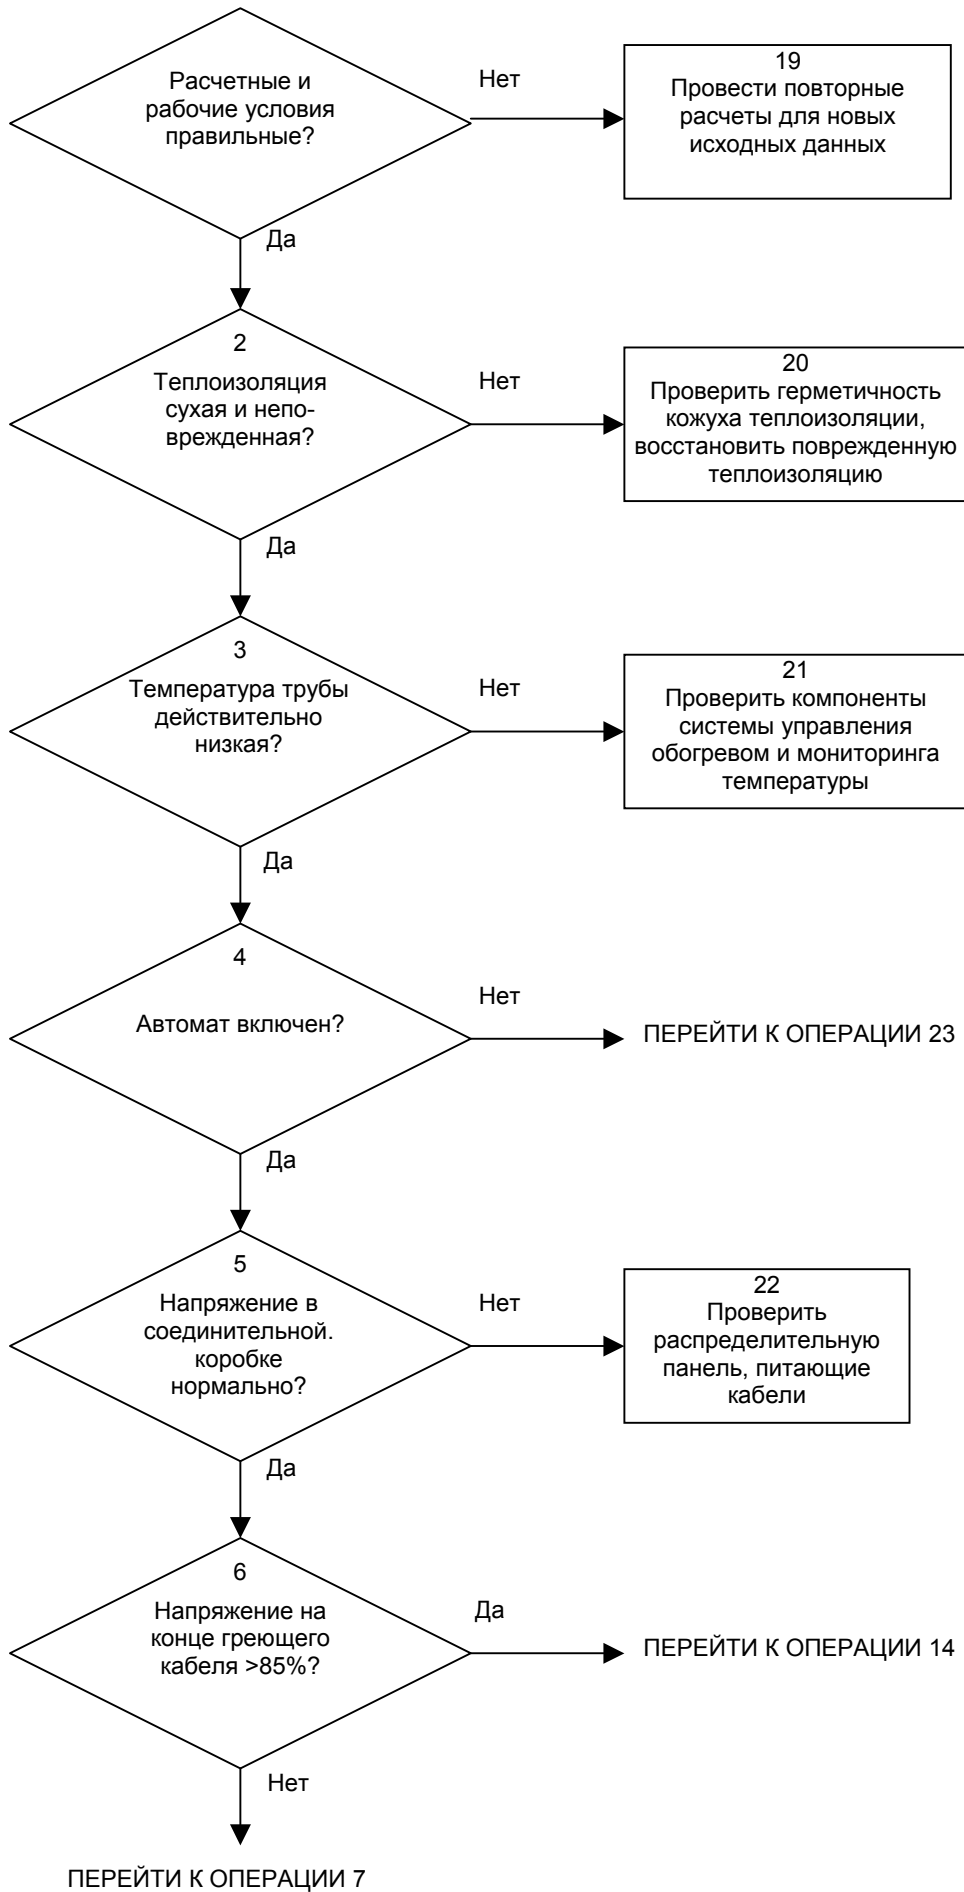 Расчетные и
рабочие условия
правильные?
Нет
19
Провести повторные
расчеты для новых
исходных данных
Да
2
Теплоизоляция
сухая и непо-
врежденная?
Нет
20
Проверить герметичность
кожуха теплоизоляции,
восстановить поврежденную
теплоизоляцию
Да
3
Температура трубы
действительно
низкая?
Нет
21
Проверить компоненты
системы управления
обогревом и мониторинга
температуры
Да
4
Автомат включен?
Нет
ПЕРЕЙТИ К ОПЕРАЦИИ 23
Да
5
Напряжение в
соединительной.
коробке
нормально?
Нет
22
Проверить
распределительную
панель, питающие
кабели
Да
6
Напряжение на
конце греющего
кабеля >85%?
Да
ПЕРЕЙТИ К ОПЕРАЦИИ 14
Нет
ПЕРЕЙТИ К ОПЕРАЦИИ 7